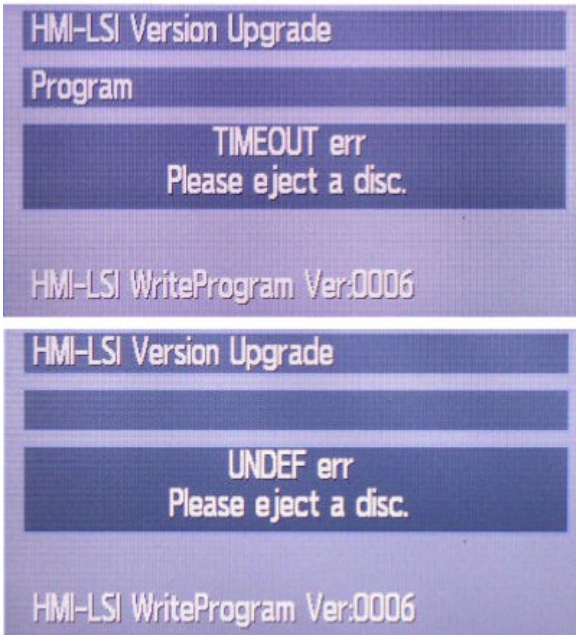 HMI-LSI Version Upgrade
Program
TIMEOUT err
Please eject a disc.
HMI-LSI WriteProgram Ver:0006
HMI-LSI Version Upgrade
UNDEF err
Please eject a disc.
HMI-LSI WriteProgram Ver:0006